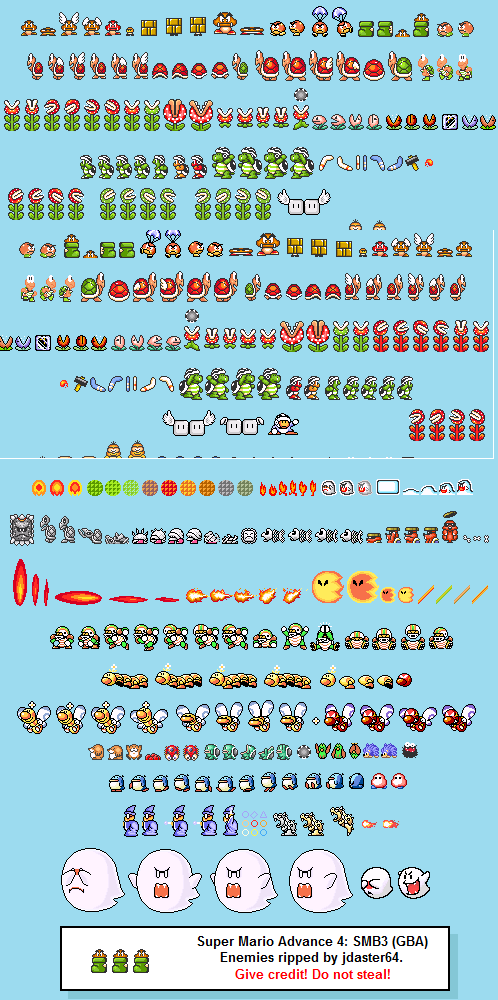 Super Mario Advance 4: SMB3 (GBA)
Enemies ripped by jdaster64.
Give credit! Do not steal!